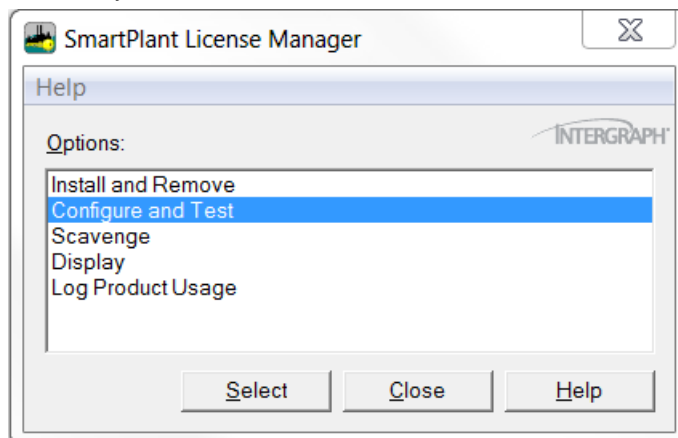 SmartPlant License Manager
Help
INTERGRAPH
Options:
Install and Remove
Configure and Test
Scavenge
Display
Log Product Usage
Select Close Help